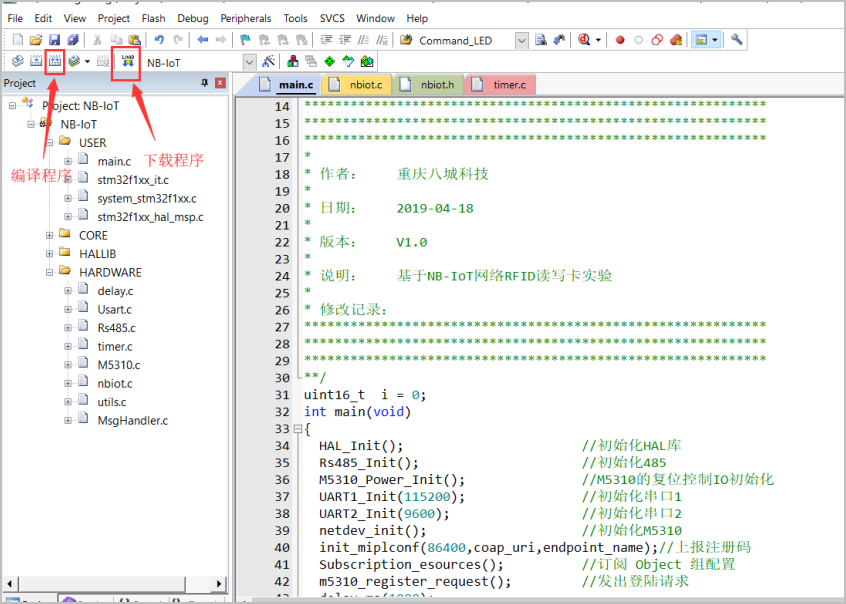 File Edit View Project Flash Debug Peripherals Tools SVCS Window Help
Command_LED
LOAD
NB-IoT
Project
main.c nbiot.c nbiot.h timer.c
Project: NB-IoT
NB-IoT
USER
main.c
stm32f1xx_it.c
system_stm32f1xx.c
stm32f1xx_hal_msp.c
CORE
HALLIB
HARDWARE
delay.c
Usart.c
Rs485.c
timer.c
M5310.c
nbiot.c
utils.c
MsgHandler.c
编译程序
下载程序
14 ************************************************************
15 ************************************************************
16 ************************************************************
17 *
18 * 作者: 重庆八城科技
19 *
20 * 日期: 2019-04-18
21 *
22 * 版本: V1.0
23 *
24 * 说明: 基于NB-IoT网络RFID读写卡实验
25 *
26 * 修改记录:
27 ************************************************************
28 ************************************************************
29 ************************************************************
30 **/
31 uint16_t i = 0;
32 int main(void)
33 {
34 HAL_Init(); //初始化HAL库
35 Rs485_Init(); //初始化485
36 M5310_Power_Init(); //M5310的复位控制IO初始化
37 UART1_Init(115200); //初始化串口1
38 UART2_Init(9600); //初始化串口2
39 netdev_init(); //初始化M5310
40 init_miplconf(86400,coap_uri,endpoint_name);//上报注册码
41 Subscription_esources(); //订阅 Object 组配置
42 m5310_register_request(); //发出登陆请求